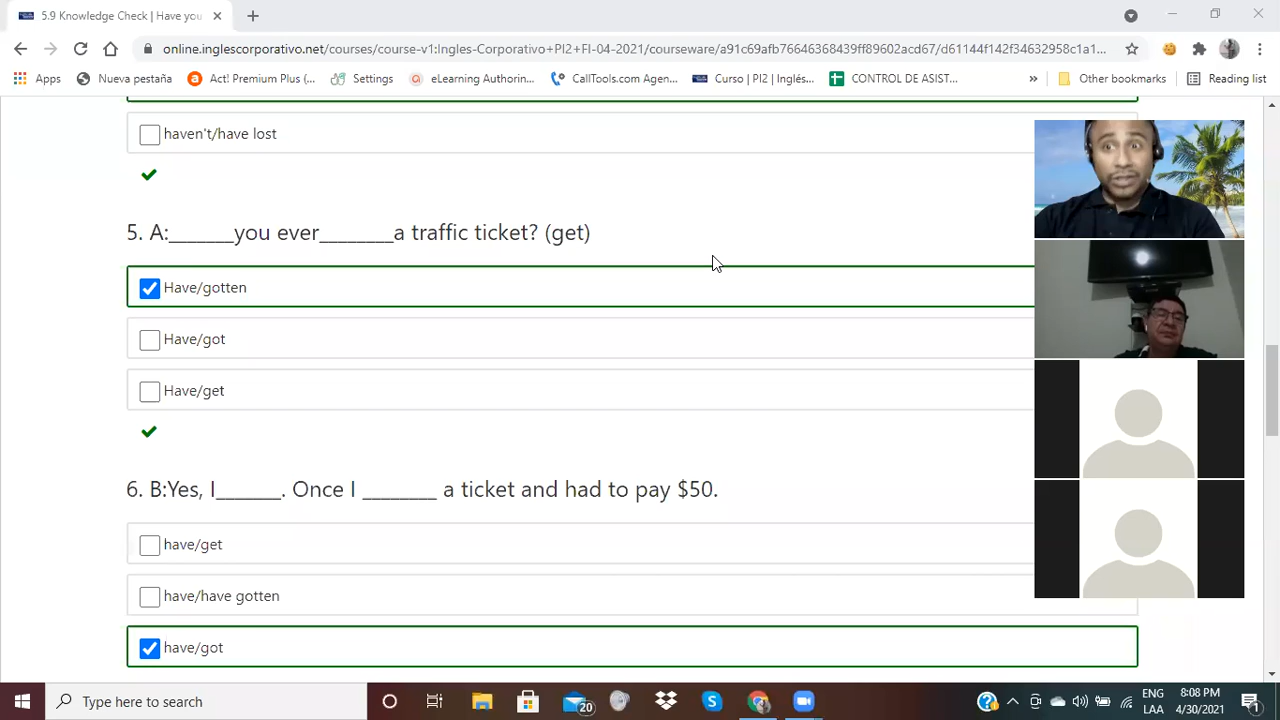 5.9 Knowledge Check | Have you
online.inglescorporativo.net/courses/course-v1:Ingles-Corporativo+PI2+FI-04-2021/courseware/a91c69afb76646368439ff89602acd67/d61144f142f34632958c1a1...
Apps Nueva pestaña Act! Premium Plus (... Settings eLearning Authorin... CallTools.com Agen... Curso | PI2 | Inglés... CONTROL DE ASIST... » Other bookmarks Reading list
haven't/have lost
5. A:_______you ever________a traffic ticket? (get)
Have/gotten
Have/got
Have/get
6. B:Yes, I_______. Once I ________ a ticket and had to pay $50.
have/get
have/have gotten
have/got
Type here to search
20
ENG
LAA
8:08 PM
4/30/2021
1